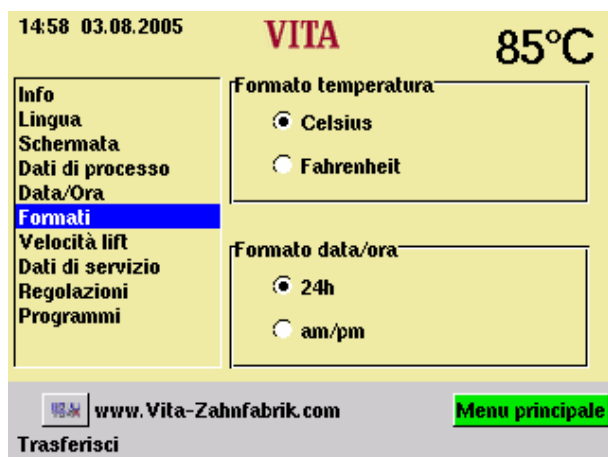 14:58 03.08.2005
VITA
85°C
Info
Lingua
Schermata
Dati di processo
Data/Ora
Formati
Velocità lift
Dati di servizio
Regolazioni
Programmi
Formato temperatura
Celsius
Fahrenheit
Formato data/ora
24h
am/pm
www.Vita-Zahnfabrik.com
Menu principale
Trasferisci